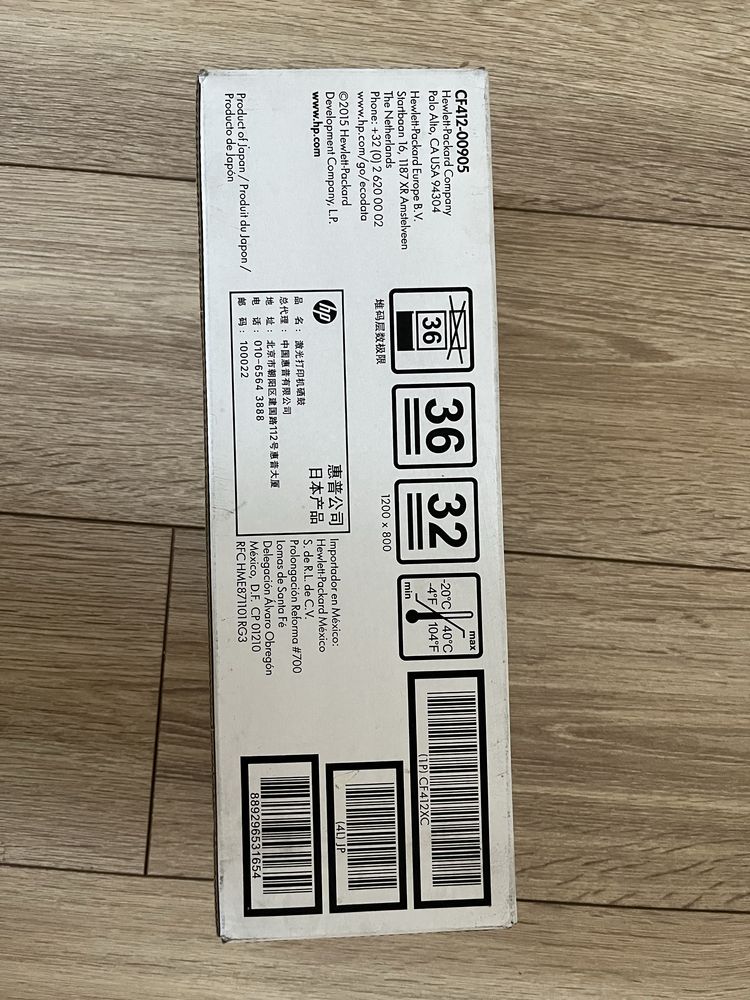 CF412-00905
Hewlett-Packard Company
Palo Alto, CA USA 94304
Hewlett-Packard Europe B.V.
Startbaan 16, 1187 XR Amstelveen
The Netherlands
Phone: +32 (0) 2 620 00 02
www.hp.com/go/ecodata
©2015 Hewlett-Packard
Development Company, L.P.
www.hp.com
Product of Japan / Produit du Japon /
Producto de Japón
36
堆码层数极限
36
32
1200 x 800
max
-20°C 40°C
-4°F 104°F
min
hp
惠普公司
日本产品
品 名: 激光打印机硒鼓
总代理: 中国惠普有限公司
地 址: 北京市朝阳区建国路112号惠普大厦
电 话: 010-6564 3888
邮 码: 100022
Importador en México:
Hewlett-Packard México
S. de R.L. de C.V.
Prolongación Reforma #700
Lomas de Santa Fé
Delegación Álvaro Obregón
México, D.F. CP 01210
RFC HME871101RG3
(1P) CF412XC
(4L) JP
889296531654